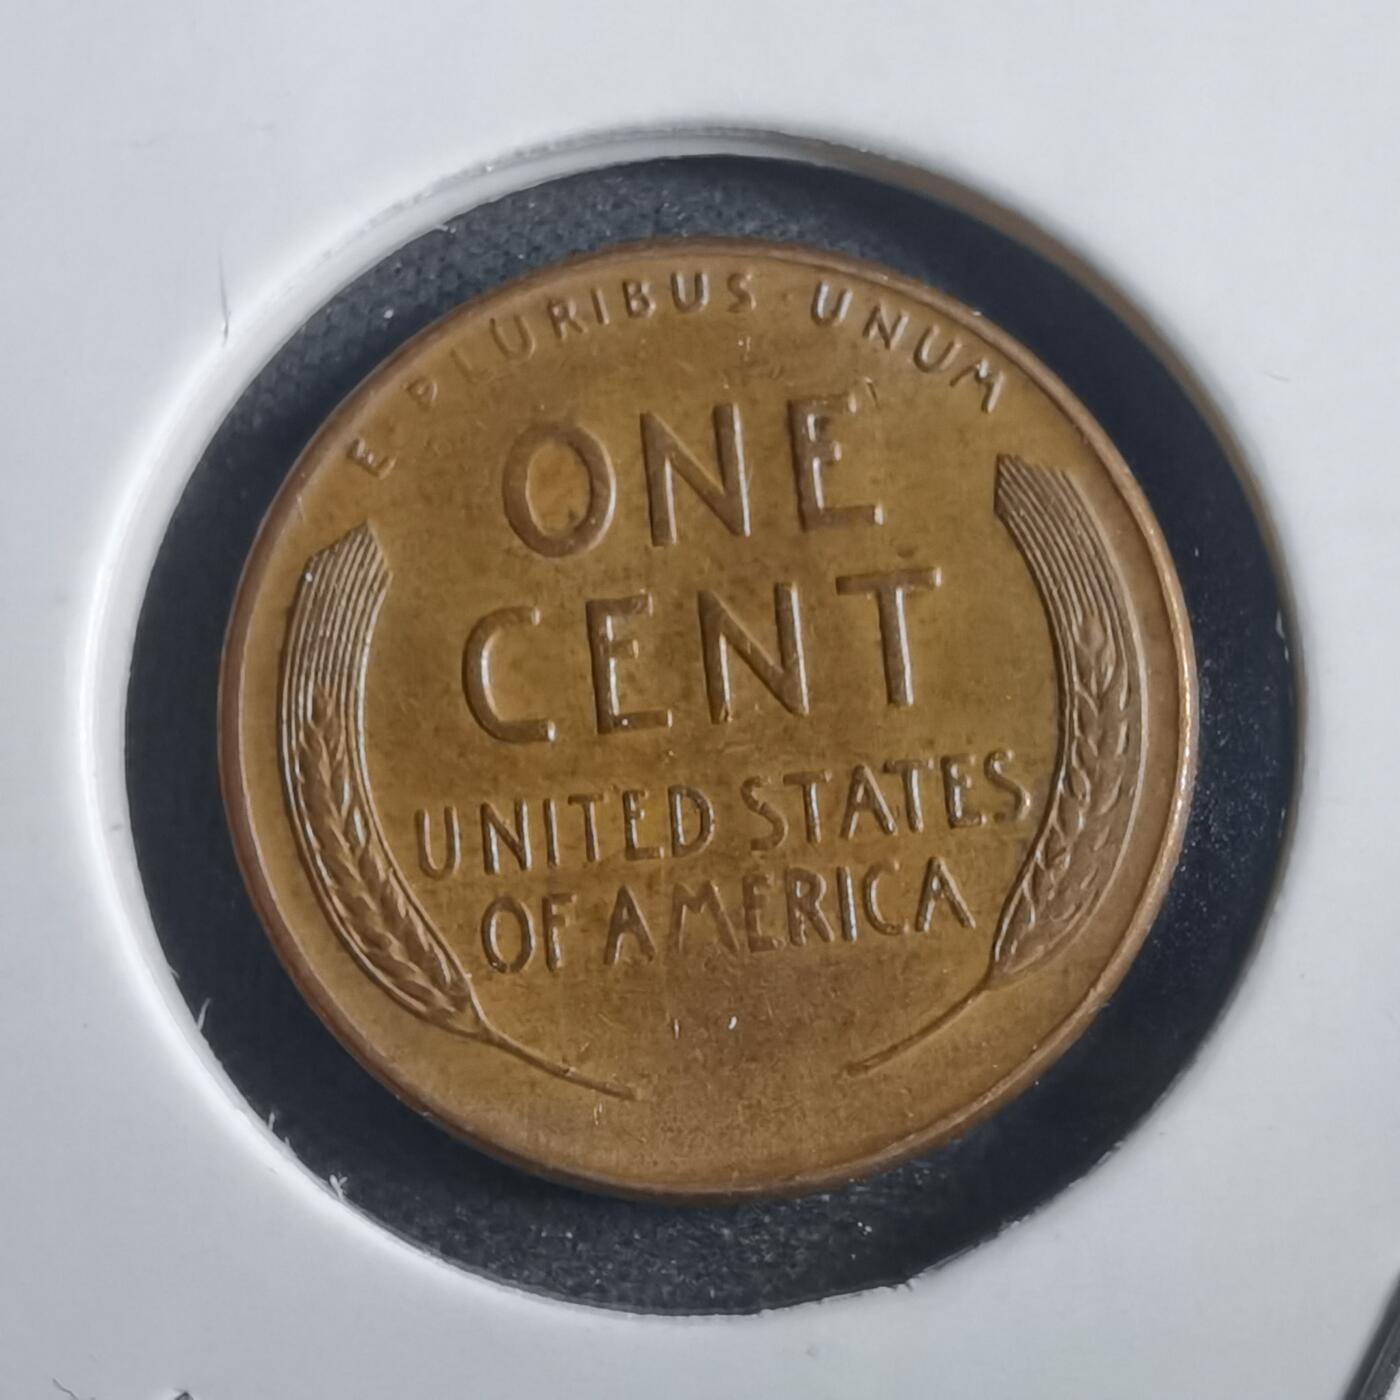 E · PLURIBUS · UNUM
ONE
CENT
UNITED STATES
OF AMERICA